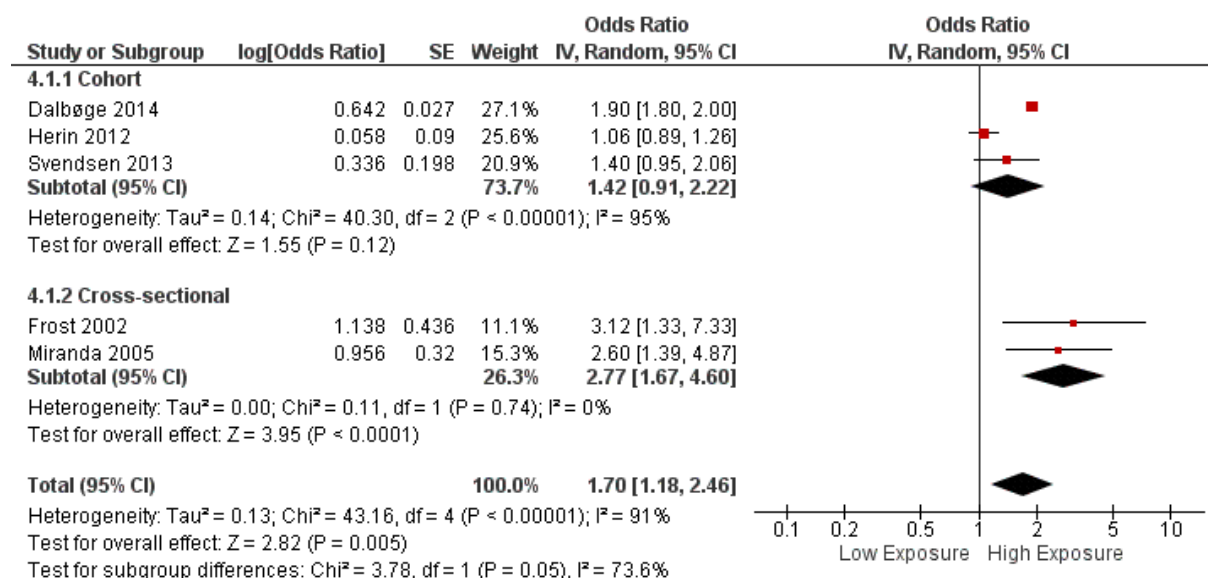 Odds Ratio Odds Ratio
Study or Subgroup log[Odds Ratio] SE Weight IV, Random, 95% CI IV, Random, 95% CI
4.1.1 Cohort
Dalbøge 2014 0.642 0.027 27.1% 1.90 [1.80, 2.00]
Herin 2012 0.058 0.09 25.6% 1.06 [0.89, 1.26]
Svendsen 2013 0.336 0.198 20.9% 1.40 [0.95, 2.06]
Subtotal (95% CI) 73.7% 1.42 [0.91, 2.22]
Heterogeneity: Tau² = 0.14; Chi² = 40.30, df = 2 (P < 0.00001); I² = 95%
Test for overall effect: Z = 1.55 (P = 0.12)
4.1.2 Cross-sectional
Frost 2002 1.138 0.436 11.1% 3.12 [1.33, 7.33]
Miranda 2005 0.956 0.32 15.3% 2.60 [1.39, 4.87]
Subtotal (95% CI) 26.3% 2.77 [1.67, 4.60]
Heterogeneity: Tau² = 0.00; Chi² = 0.11, df = 1 (P = 0.74); I² = 0%
Test for overall effect: Z = 3.95 (P < 0.0001)
Total (95% CI) 100.0% 1.70 [1.18, 2.46]
Heterogeneity: Tau² = 0.13; Chi² = 43.16, df = 4 (P < 0.00001); I² = 91%
Test for overall effect: Z = 2.82 (P = 0.005)
Test for subgroup differences: Chi² = 3.78, df = 1 (P = 0.05), I² = 73.6%
0.1 0.2 0.5 1 2 5 10
Low Exposure High Exposure